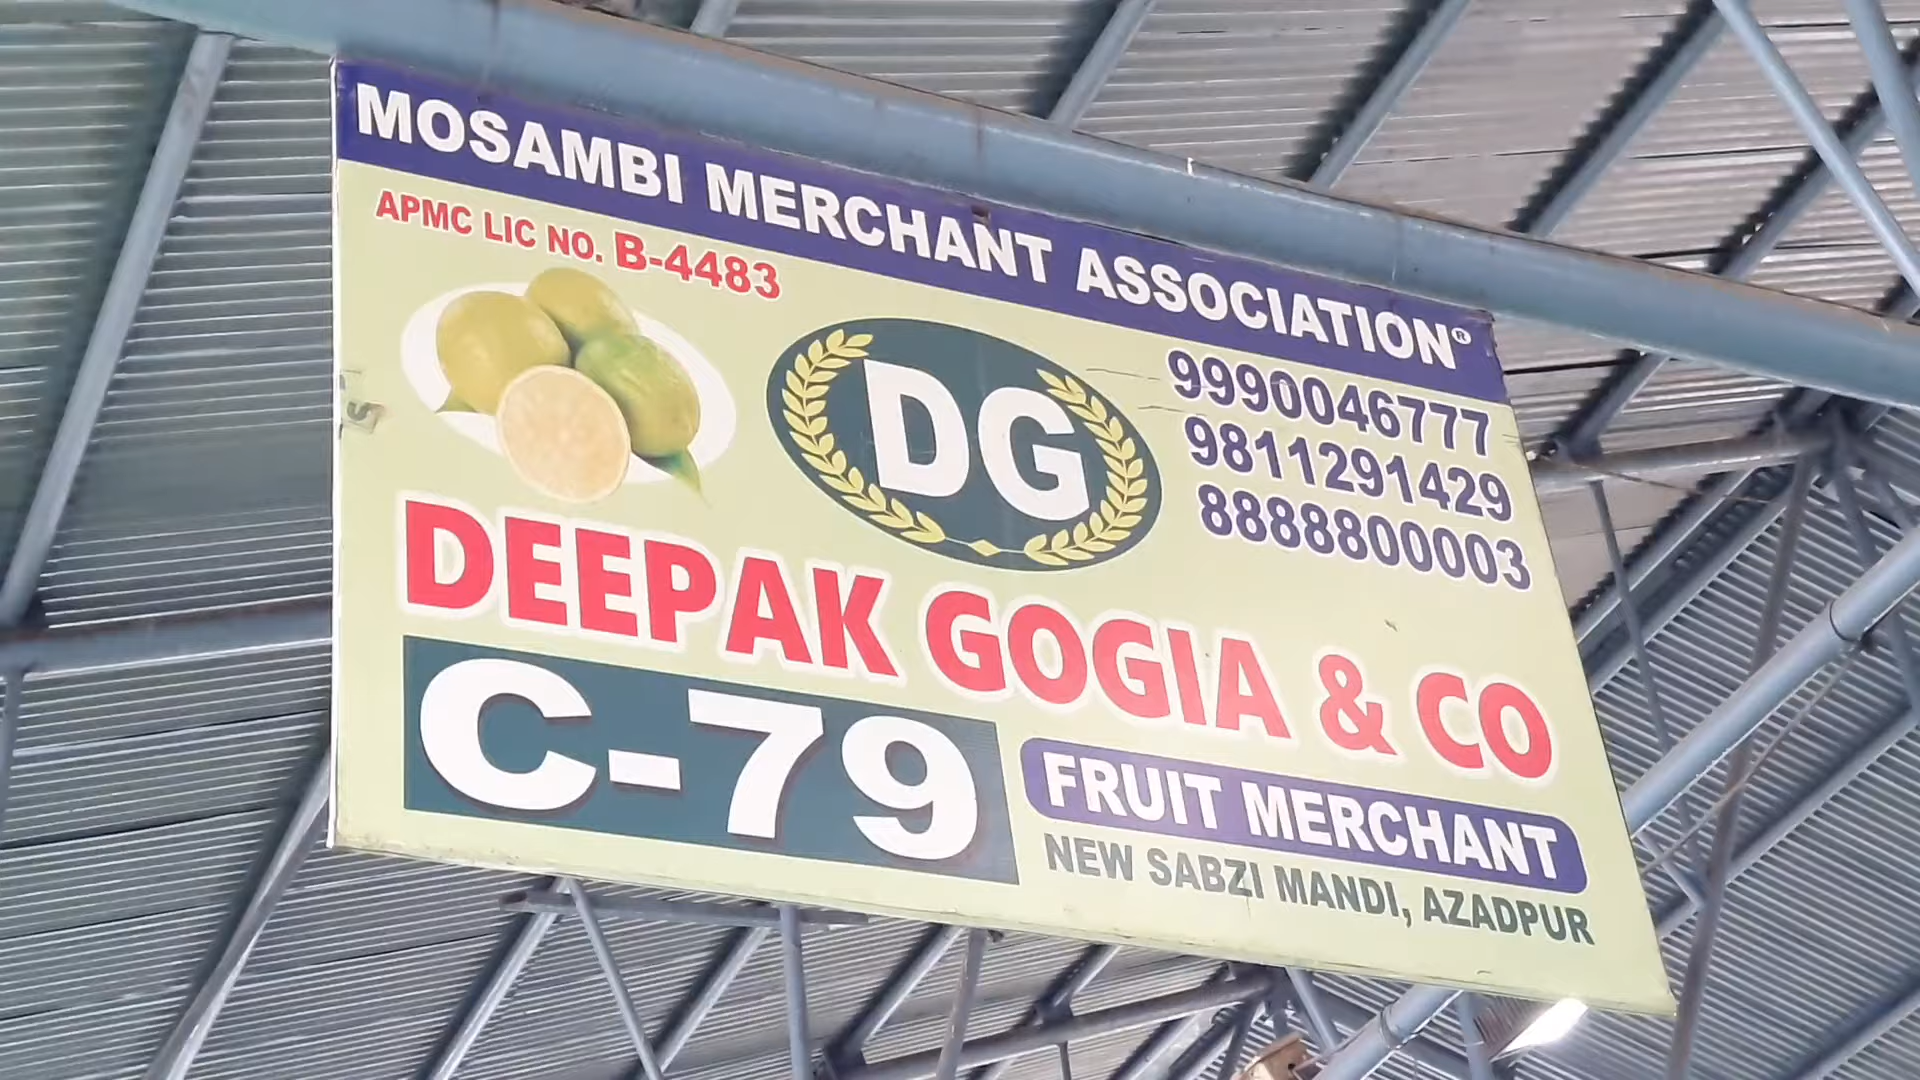 MOSAMBI MERCHANT ASSOCIATION®
APMC LIC NO. B-4483
DG
9990046777
9811291429
8888800003
DEEPAK GOGIA & CO
C-79
FRUIT MERCHANT
NEW SABZI MANDI, AZADPUR